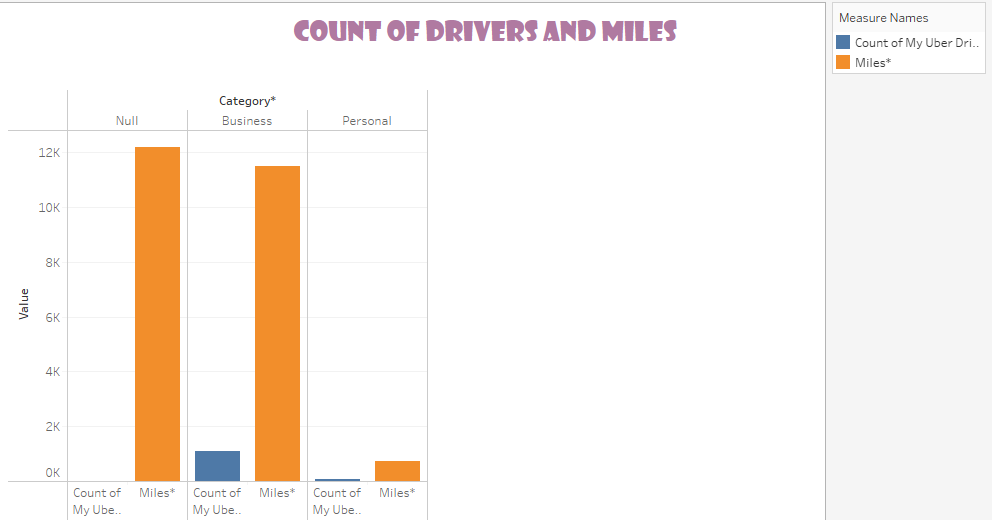 COUNT OF DRIVERS AND MILES
Measure Names
Count of My Uber Dri..
Miles*
Category*
Null Business Personal
12K
10K
8K
6K
4K
2K
0K
Value
Count of My Ube.. Miles* Count of My Ube.. Miles* Count of My Ube.. Miles*